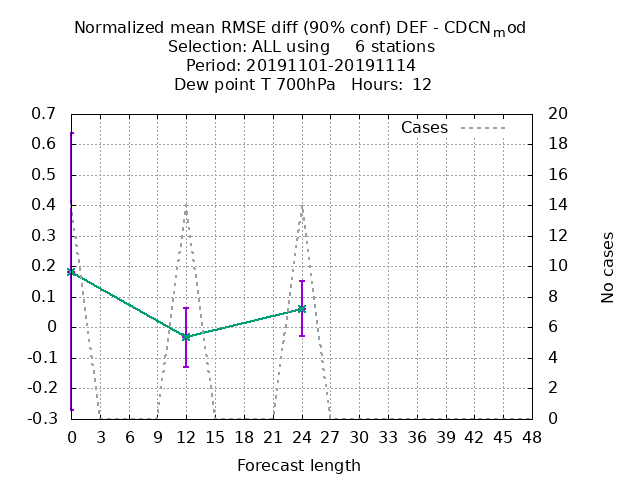 Normalized mean RMSE diff (90% conf) DEF - CDCNmod
Selection: ALL using     6 stations
Period: 20191101-20191114
Dew point T 700hPa   Hours:  12
Cases
0.7
0.6
0.5
0.4
0.3
0.2
0.1
0
-0.1
-0.2
-0.3
20
18
16
14
12
10
8
6
4
2
0
No cases
0 3 6 9 12 15 18 21 24 27 30 33 36 39 42 45 48
Forecast length